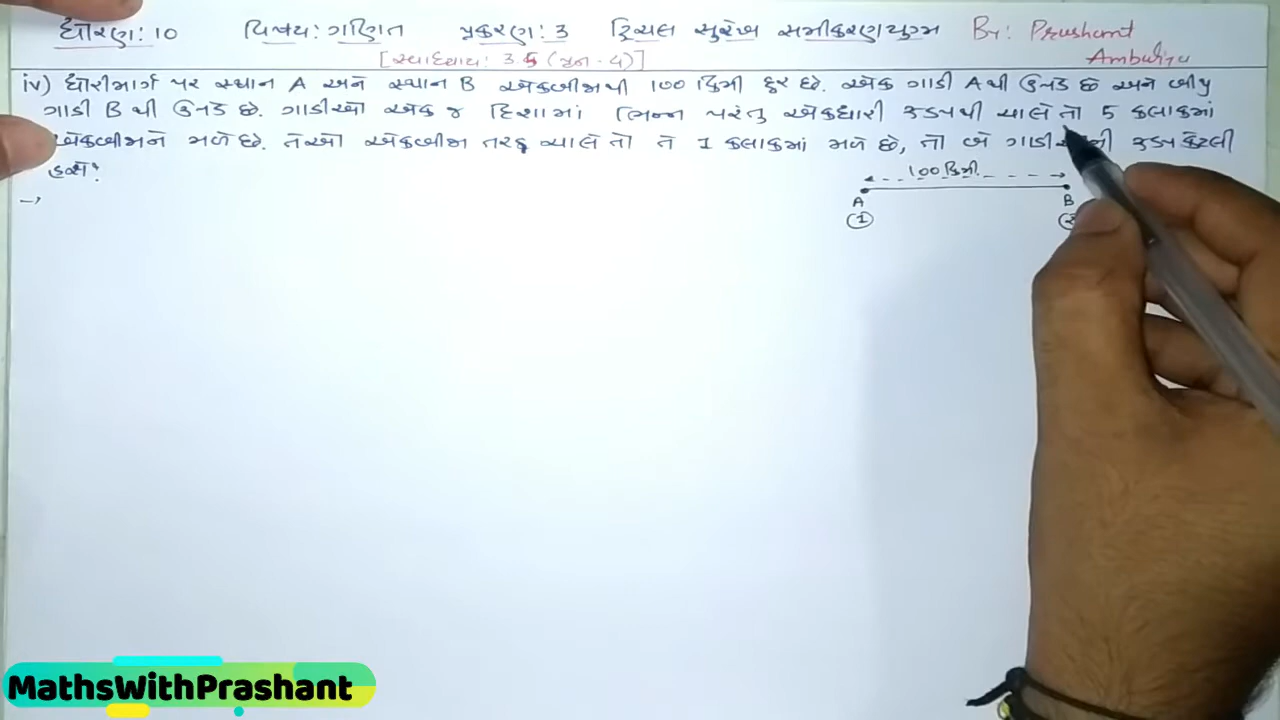 ધોરણ: 10 વિષય: ગણિત પ્રકરણ: 3 દ્વિચલ સુરેખ સમીકરણયુગ્મ By: Prashant Ambaliya
[સ્વાધ્યાય: 3.5 (પ્રશ્ન - 4)]
iv) ધોરીમાર્ગ પર સ્થાન A અને સ્થાન B એકબીજાથી 100 કિમી દુર છે. એક ગાડી A થી ઉપડે છે અને બીજી
ગાડી B થી ઉપડે છે. ગાડીઓ એક જ દિશામાં ભિન્ન પરંતુ એકધારી ઝડપથી ચાલે તો 5 કલાકમાં
એકબીજાને મળે છે. તેઓ એકબીજા તરફ ચાલે તો તે 1 કલાકમાં મળે છે, તો બે ઝડપ કેટલી
હશે?
100 કિમી
→
A B
1 2
MathsWithPrashant